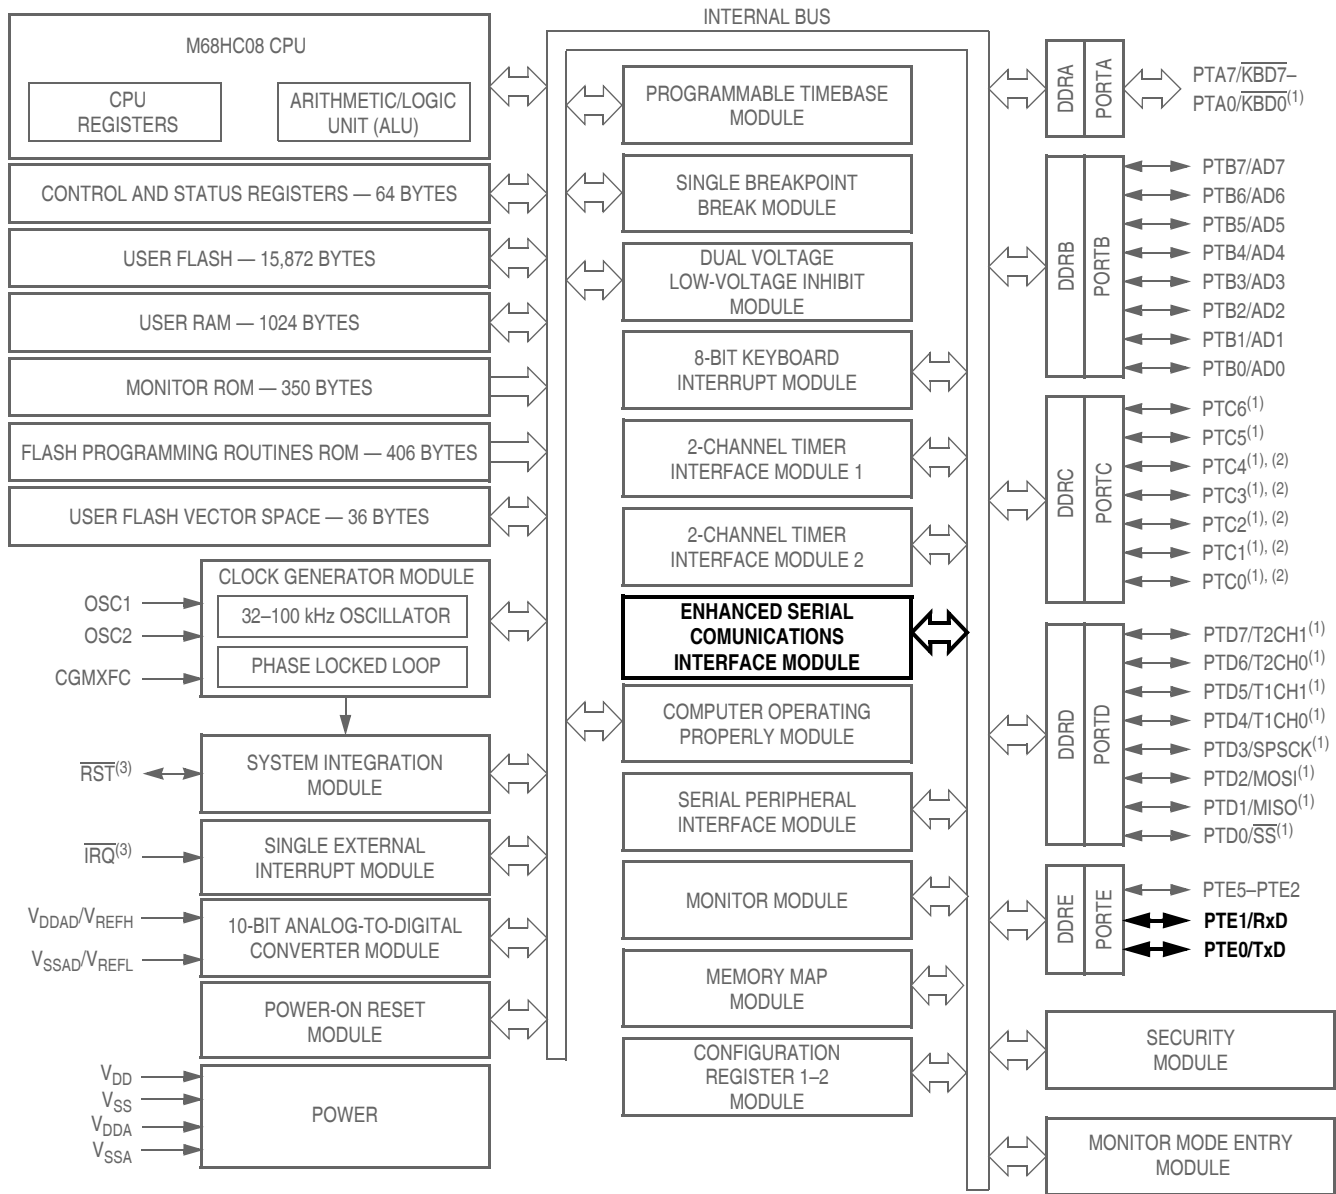 INTERNAL BUS
M68HC08 CPU
CPU
REGISTERS
ARITHMETIC/LOGIC
UNIT (ALU)
CONTROL AND STATUS REGISTERS — 64 BYTES
USER FLASH — 15,872 BYTES
USER RAM — 1024 BYTES
MONITOR ROM — 350 BYTES
FLASH PROGRAMMING ROUTINES ROM — 406 BYTES
USER FLASH VECTOR SPACE — 36 BYTES
CLOCK GENERATOR MODULE
32–100 kHz OSCILLATOR
PHASE LOCKED LOOP
OSC1
OSC2
CGMXFC
SYSTEM INTEGRATION
MODULE
RST(3)
SINGLE EXTERNAL
INTERRUPT MODULE
IRQ(3)
10-BIT ANALOG-TO-DIGITAL
CONVERTER MODULE
VDDAD/VREFH
VSSAD/VREFL
POWER-ON RESET
MODULE
POWER
VDD
VSS
VDDA
VSSA
PROGRAMMABLE TIMEBASE
MODULE
SINGLE BREAKPOINT
BREAK MODULE
DUAL VOLTAGE
LOW-VOLTAGE INHIBIT
MODULE
8-BIT KEYBOARD
INTERRUPT MODULE
2-CHANNEL TIMER
INTERFACE MODULE 1
2-CHANNEL TIMER
INTERFACE MODULE 2
ENHANCED SERIAL
COMUNICATIONS
INTERFACE MODULE
COMPUTER OPERATING
PROPERLY MODULE
SERIAL PERIPHERAL
INTERFACE MODULE
MONITOR MODULE
MEMORY MAP
MODULE
CONFIGURATION
REGISTER 1–2
MODULE
DDRA
PORTA
PTA7/KBD7–
PTA0/KBD0(1)
DDRB
PORTB
PTB7/AD7
PTB6/AD6
PTB5/AD5
PTB4/AD4
PTB3/AD3
PTB2/AD2
PTB1/AD1
PTB0/AD0
DDRC
PORTC
PTC6(1)
PTC5(1)
PTC4(1), (2)
PTC3(1), (2)
PTC2(1), (2)
PTC1(1), (2)
PTC0(1), (2)
DDRD
PORTD
PTD7/T2CH1(1)
PTD6/T2CH0(1)
PTD5/T1CH1(1)
PTD4/T1CH0(1)
PTD3/SPSCK(1)
PTD2/MOSI(1)
PTD1/MISO(1)
PTD0/SS(1)
DDRE
PORTE
PTE5–PTE2
PTE1/RxD
PTE0/TxD
SECURITY
MODULE
MONITOR MODE ENTRY
MODULE